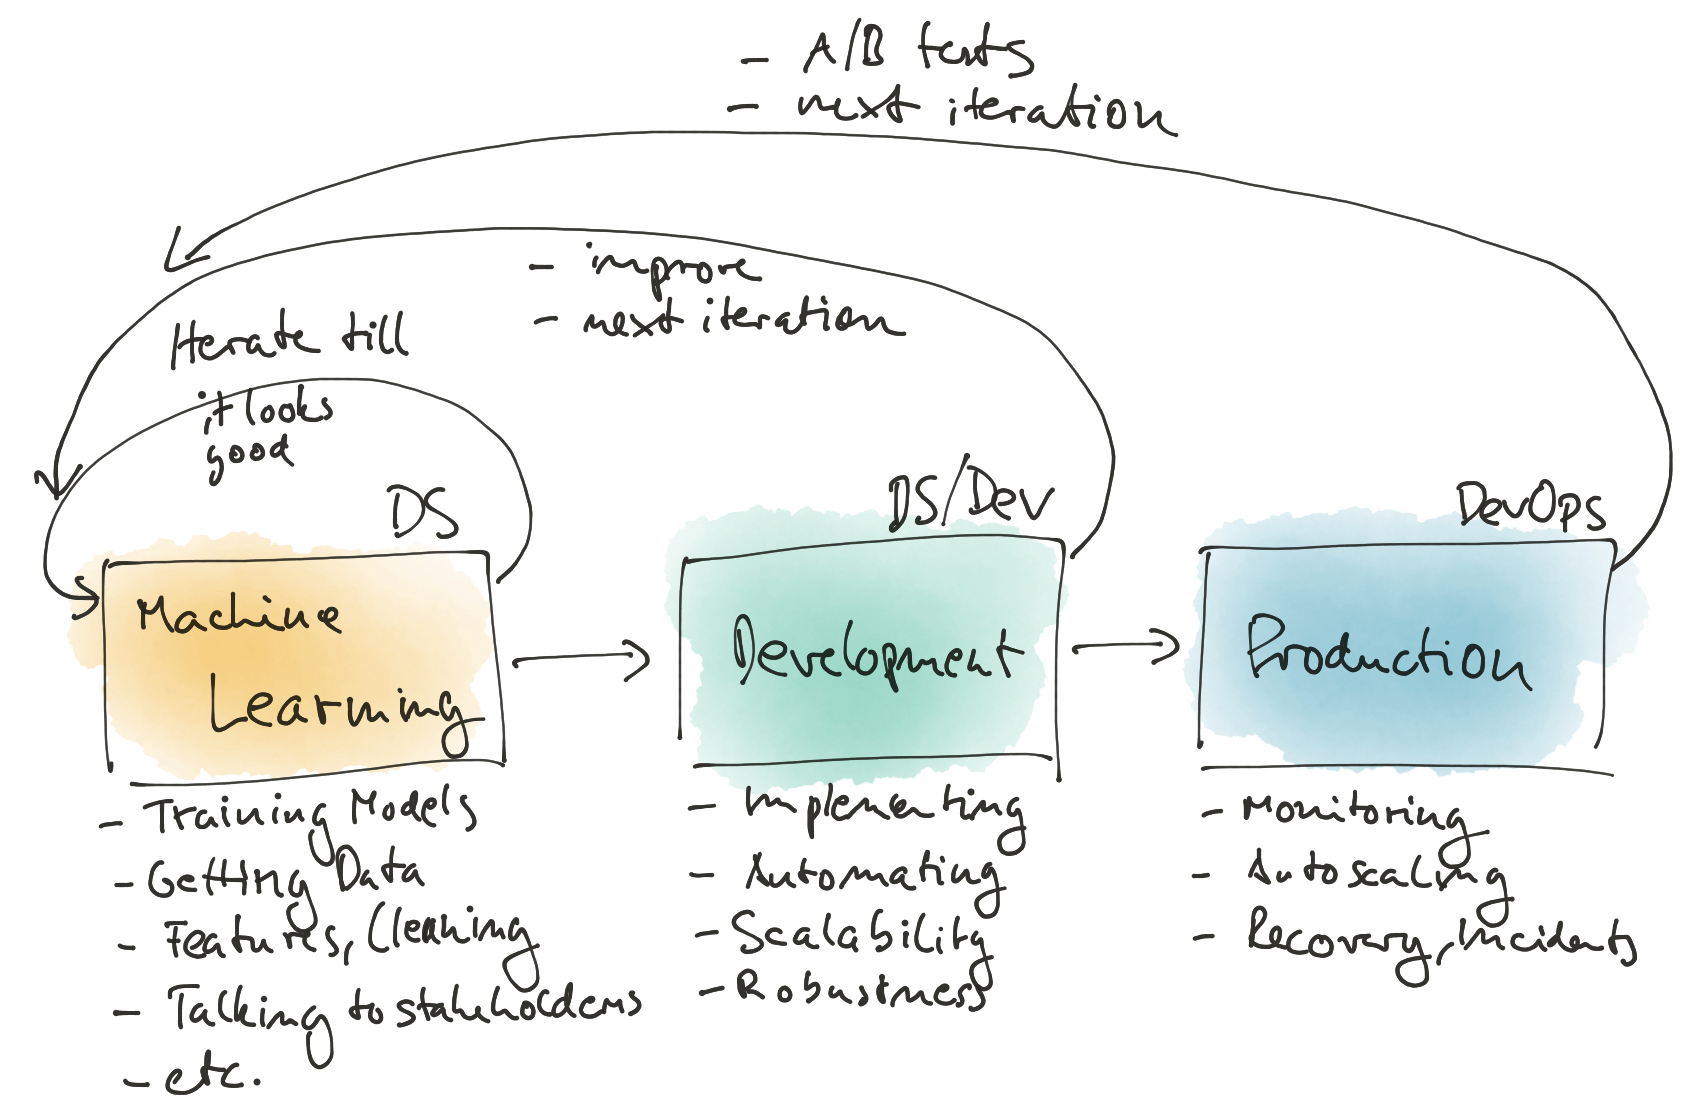 - A/B tests
- next iteration
- improve
- next iteration
Iterate till
it looks
good
DS
DS/Dev
DevOps
Machine
Learning
Development
Production
- Training Models
- Getting Data
- Features, Cleaning
- Talking to stakeholders
- etc.
- Implementing
- Automating
- Scalability
- Robustness
- Monitoring
- Autoscaling
- Recovery, Incidents